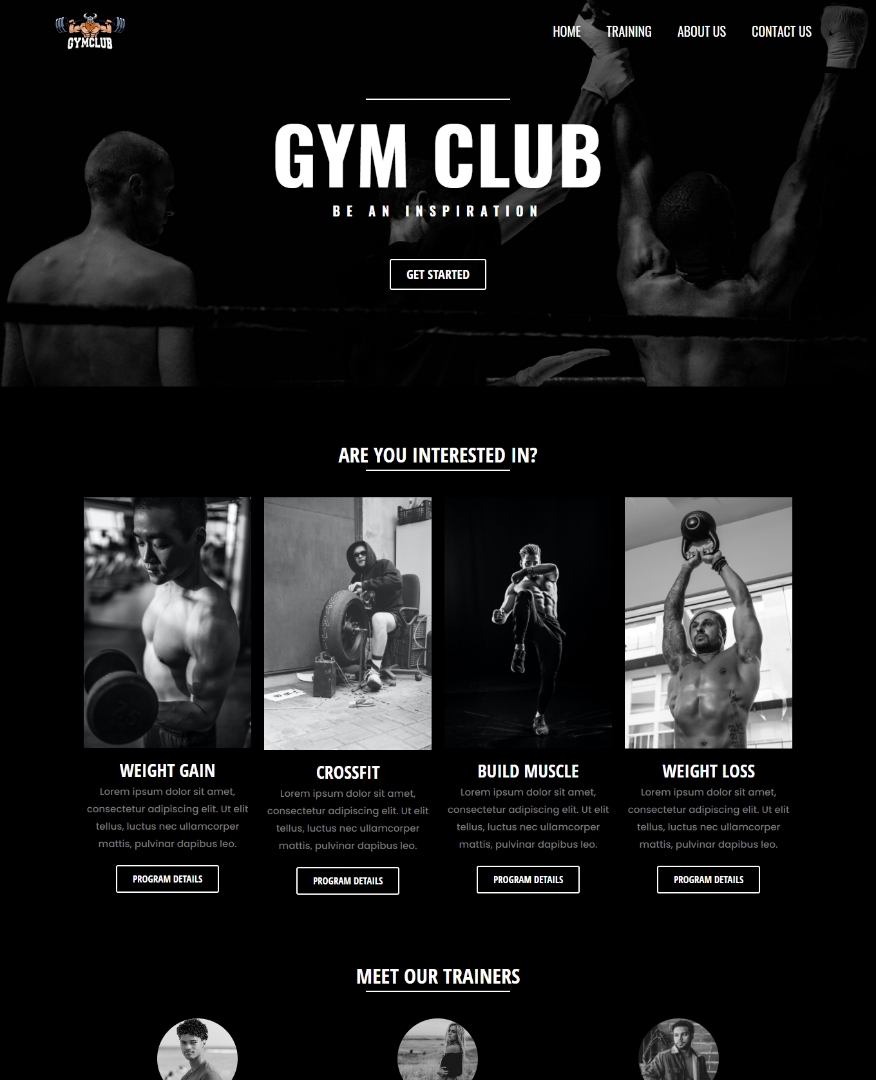 GYMCLUB
HOME TRAINING ABOUT US CONTACT US
GYM CLUB
BE AN INSPIRATION
GET STARTED
ARE YOU INTERESTED IN?
WEIGHT GAIN
Lorem ipsum dolor sit amet,
consectetur adipiscing elit. Ut elit
tellus, luctus nec ullamcorper
mattis, pulvinar dapibus leo.
PROGRAM DETAILS
CROSSFIT
Lorem ipsum dolor sit amet,
consectetur adipiscing elit. Ut elit
tellus, luctus nec ullamcorper
mattis, pulvinar dapibus leo.
PROGRAM DETAILS
BUILD MUSCLE
Lorem ipsum dolor sit amet,
consectetur adipiscing elit. Ut elit
tellus, luctus nec ullamcorper
mattis, pulvinar dapibus leo.
PROGRAM DETAILS
WEIGHT LOSS
Lorem ipsum dolor sit amet,
consectetur adipiscing elit. Ut elit
tellus, luctus nec ullamcorper
mattis, pulvinar dapibus leo.
PROGRAM DETAILS
MEET OUR TRAINERS